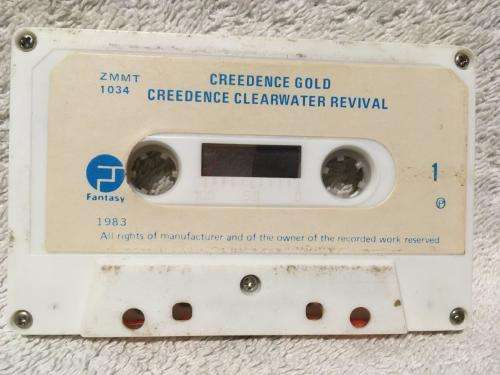 ZMMT
1034
CREEDENCE GOLD
CREEDENCE CLEARWATER REVIVAL
Fantasy
1
℗
1983
All rights of manufacturer and of the owner of the recorded work reserved